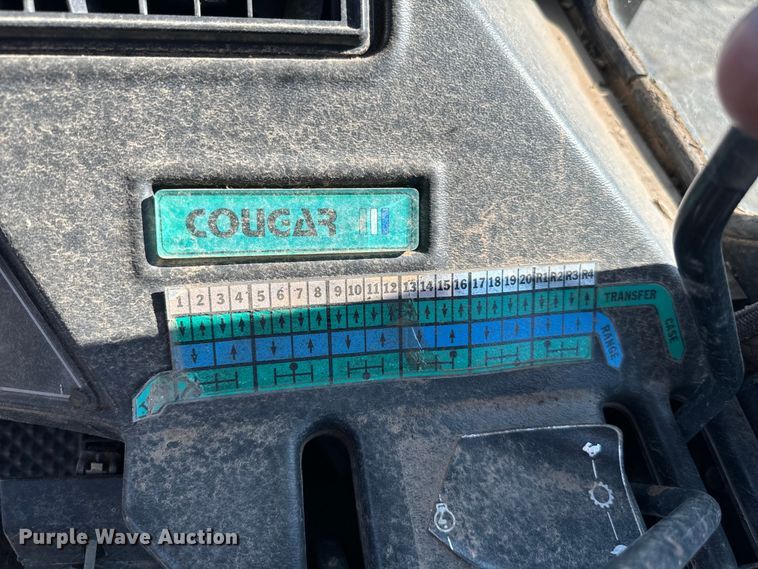 COUGAR
1 2 3 4 5 6 7 8 9 10 11 12 13 14 15 16 17 18 19 20 R1 R2 R3 R4
TRANSFER CASE
RANGE
L
Purple Wave Auction